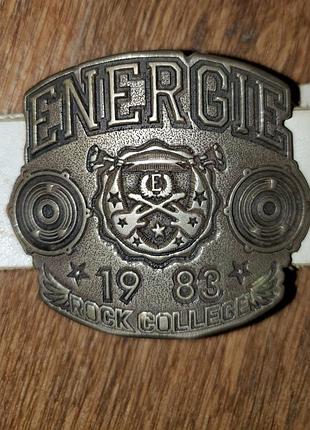 ENERGIE
E
19 83
ROCK COLLEGE